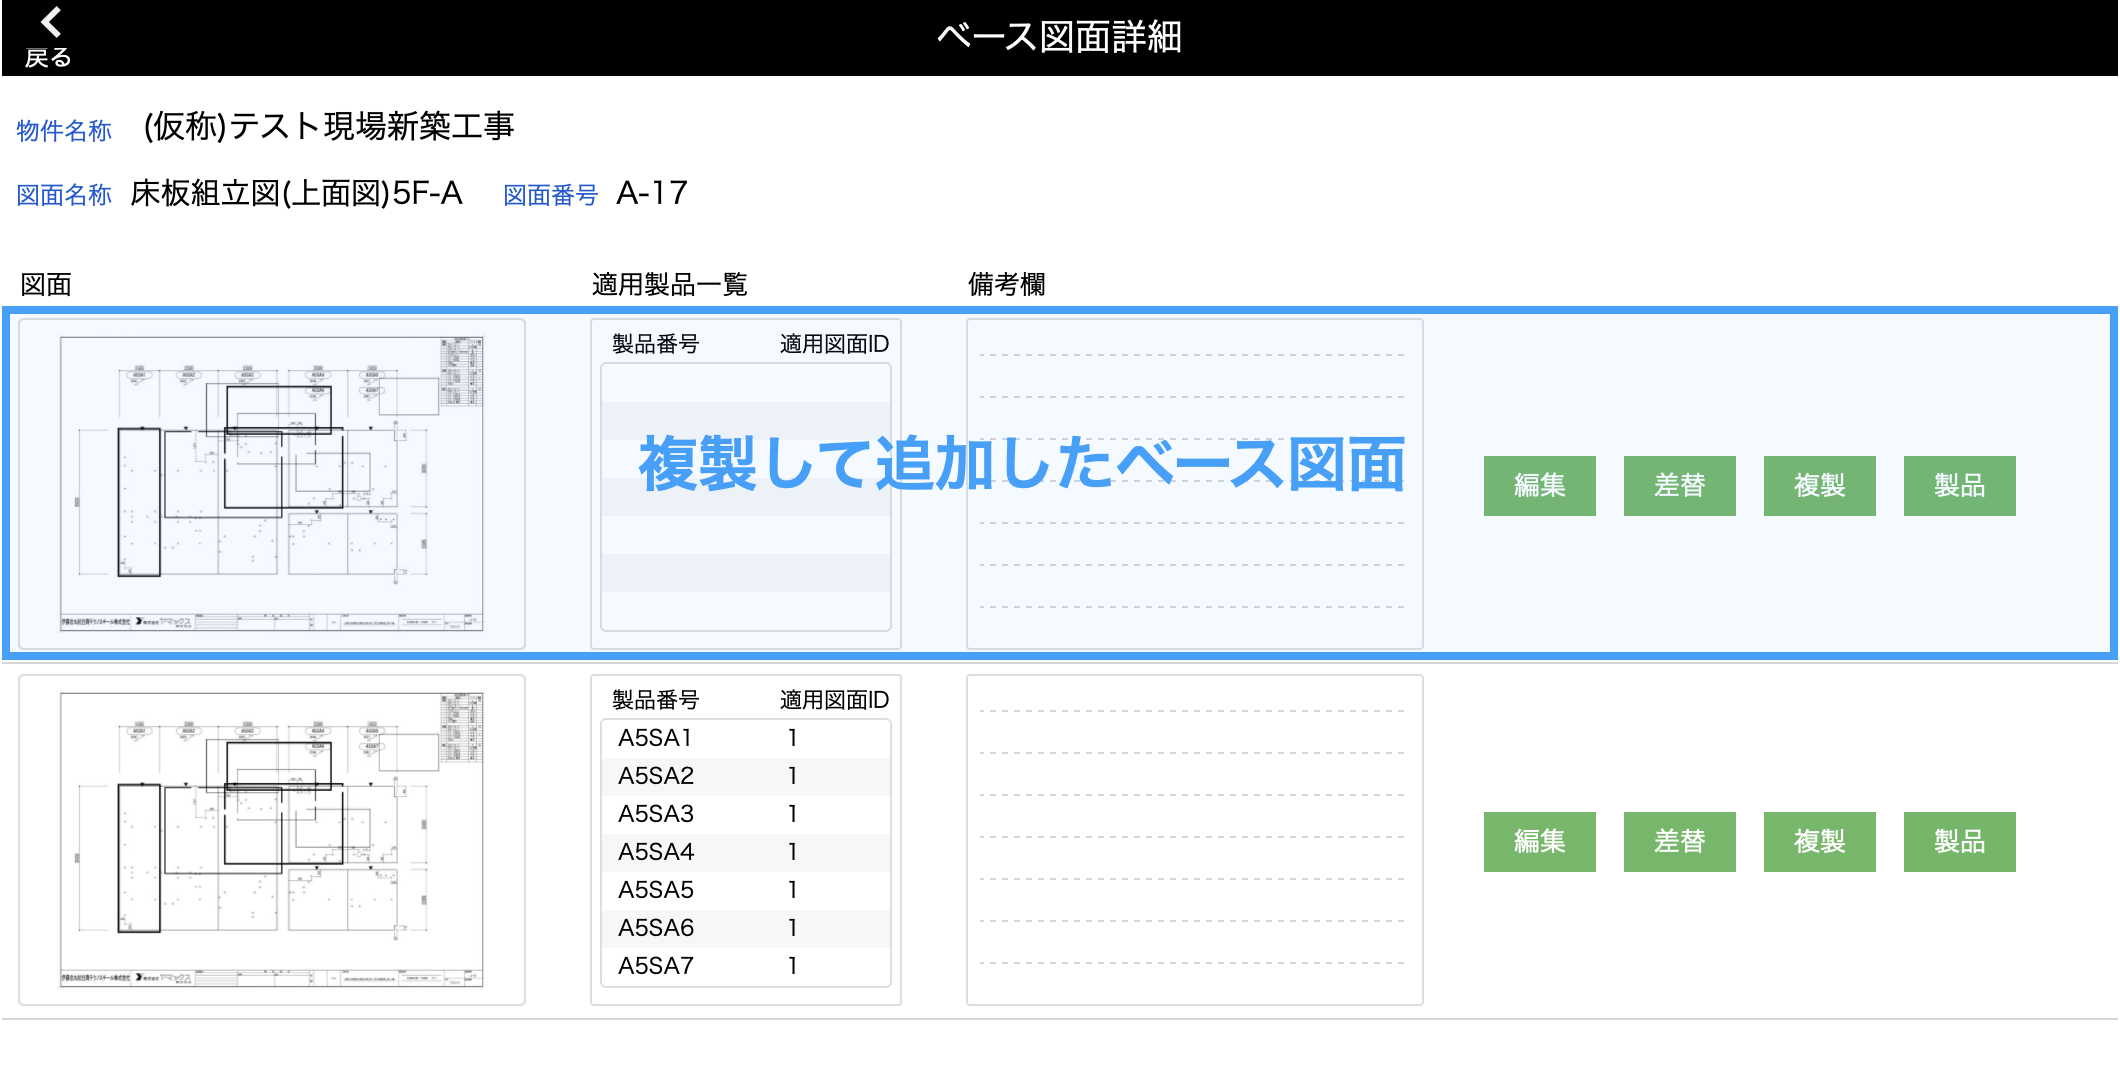 戻る
ベース図面詳細
物件名称 (仮称)テスト現場新築工事
図面名称 床板組立図(上面図)5F-A 図面番号 A-17
図面 適用製品一覧 備考欄
製品番号 適用図面ID
複製して追加したベース図面
編集 差替 複製 製品
製品番号 適用図面ID
A5SA1 1
A5SA2 1
A5SA3 1
A5SA4 1
A5SA5 1
A5SA6 1
A5SA7 1
編集 差替 複製 製品